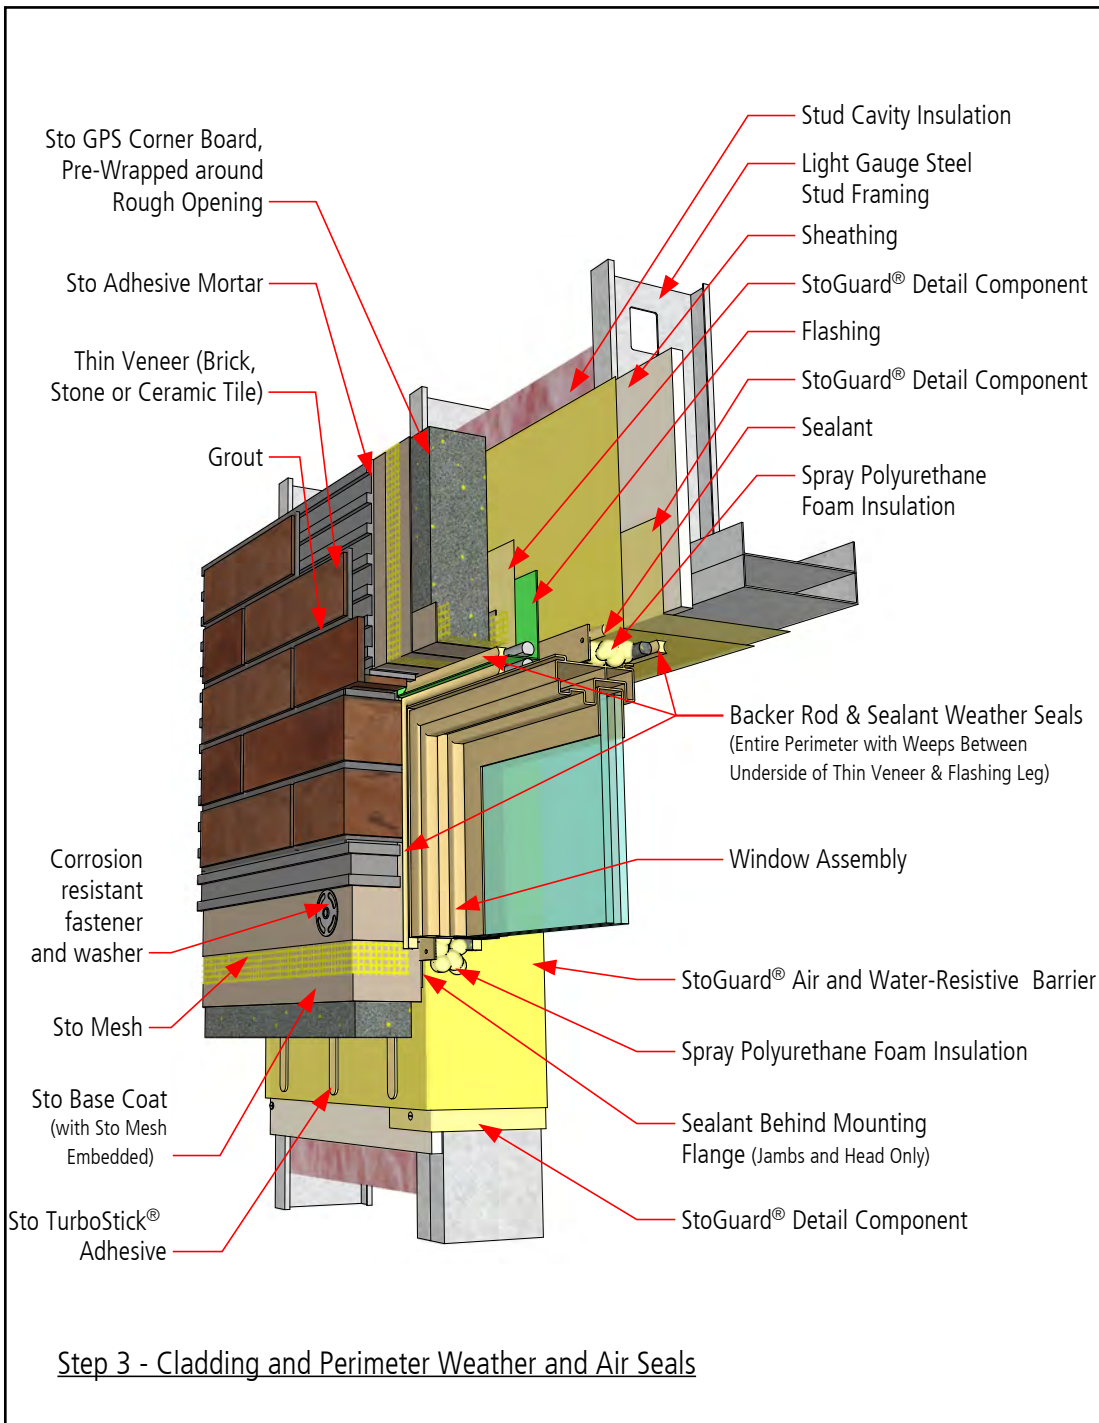 Sto GPS Corner Board,
Pre-Wrapped around
Rough Opening
Sto Adhesive Mortar
Thin Veneer (Brick,
Stone or Ceramic Tile)
Grout
Corrosion
resistant
fastener
and washer
Sto Mesh
Sto Base Coat
(with Sto Mesh
Embedded)
Sto TurboStick®
Adhesive
Stud Cavity Insulation
Light Gauge Steel
Stud Framing
Sheathing
StoGuard® Detail Component
Flashing
StoGuard® Detail Component
Sealant
Spray Polyurethane
Foam Insulation
Backer Rod & Sealant Weather Seals
(Entire Perimeter with Weeps Between
Underside of Thin Veneer & Flashing Leg)
Window Assembly
StoGuard® Air and Water-Resistive Barrier
Spray Polyurethane Foam Insulation
Sealant Behind Mounting
Flange (Jambs and Head Only)
StoGuard® Detail Component
Step 3 - Cladding and Perimeter Weather and Air Seals